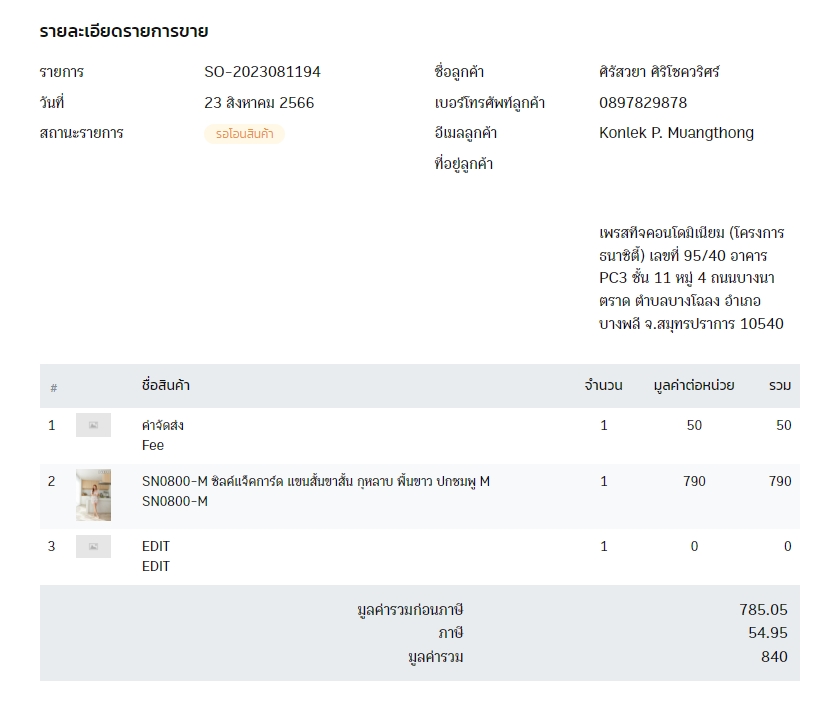 รายละเอียดรายการขาย
รายการ SO-2023081194
วันที่ 23 สิงหาคม 2566
สถานะรายการ รอโอนสินค้า
ชื่อลูกค้า ศิรัสวยา ศิริโชควริศร์
เบอร์โทรศัพท์ลูกค้า 0897829878
อีเมลลูกค้า Konlek P. Muangthong
ที่อยู่ลูกค้า
เพรสทีจคอนโดมิเนียม (โครงการ
ธนาซิตี้) เลขที่ 95/40 อาคาร
PC3 ชั้น 11 หมู่ 4 ถนนบางนา
ตราด ตำบลบางโฉลง อำเภอ
บางพลี จ.สมุทรปราการ 10540
# ชื่อสินค้า จำนวน มูลค่าต่อหน่วย รวม
1 ค่าจัดส่ง 1 50 50
Fee
2 SN0800-M ซิลค์แจ็คการ์ด แขนสั้นขาสั้น กุหลาบ พื้นขาว ปกชมพู M 1 790 790
SN0800-M
3 EDIT 1 0 0
EDIT
มูลค่ารวมก่อนภาษี 785.05
ภาษี 54.95
มูลค่ารวม 840